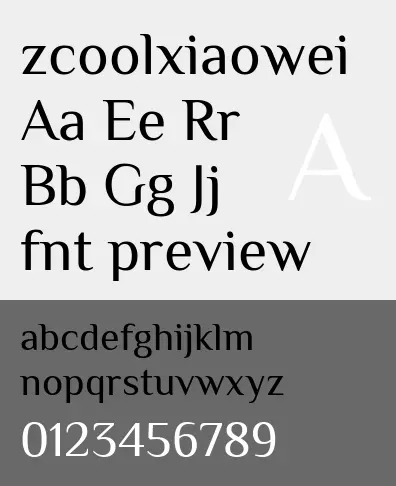 zcoolxiaowei
Aa Ee Rr
A
Bb Gg Jj
fnt preview
abcdefghijklm
nopqrstuvwxyz
0123456789